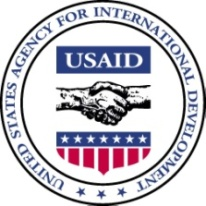 UNITED STATES AGENCY FOR INTERNATIONAL DEVELOPMENT
USAID